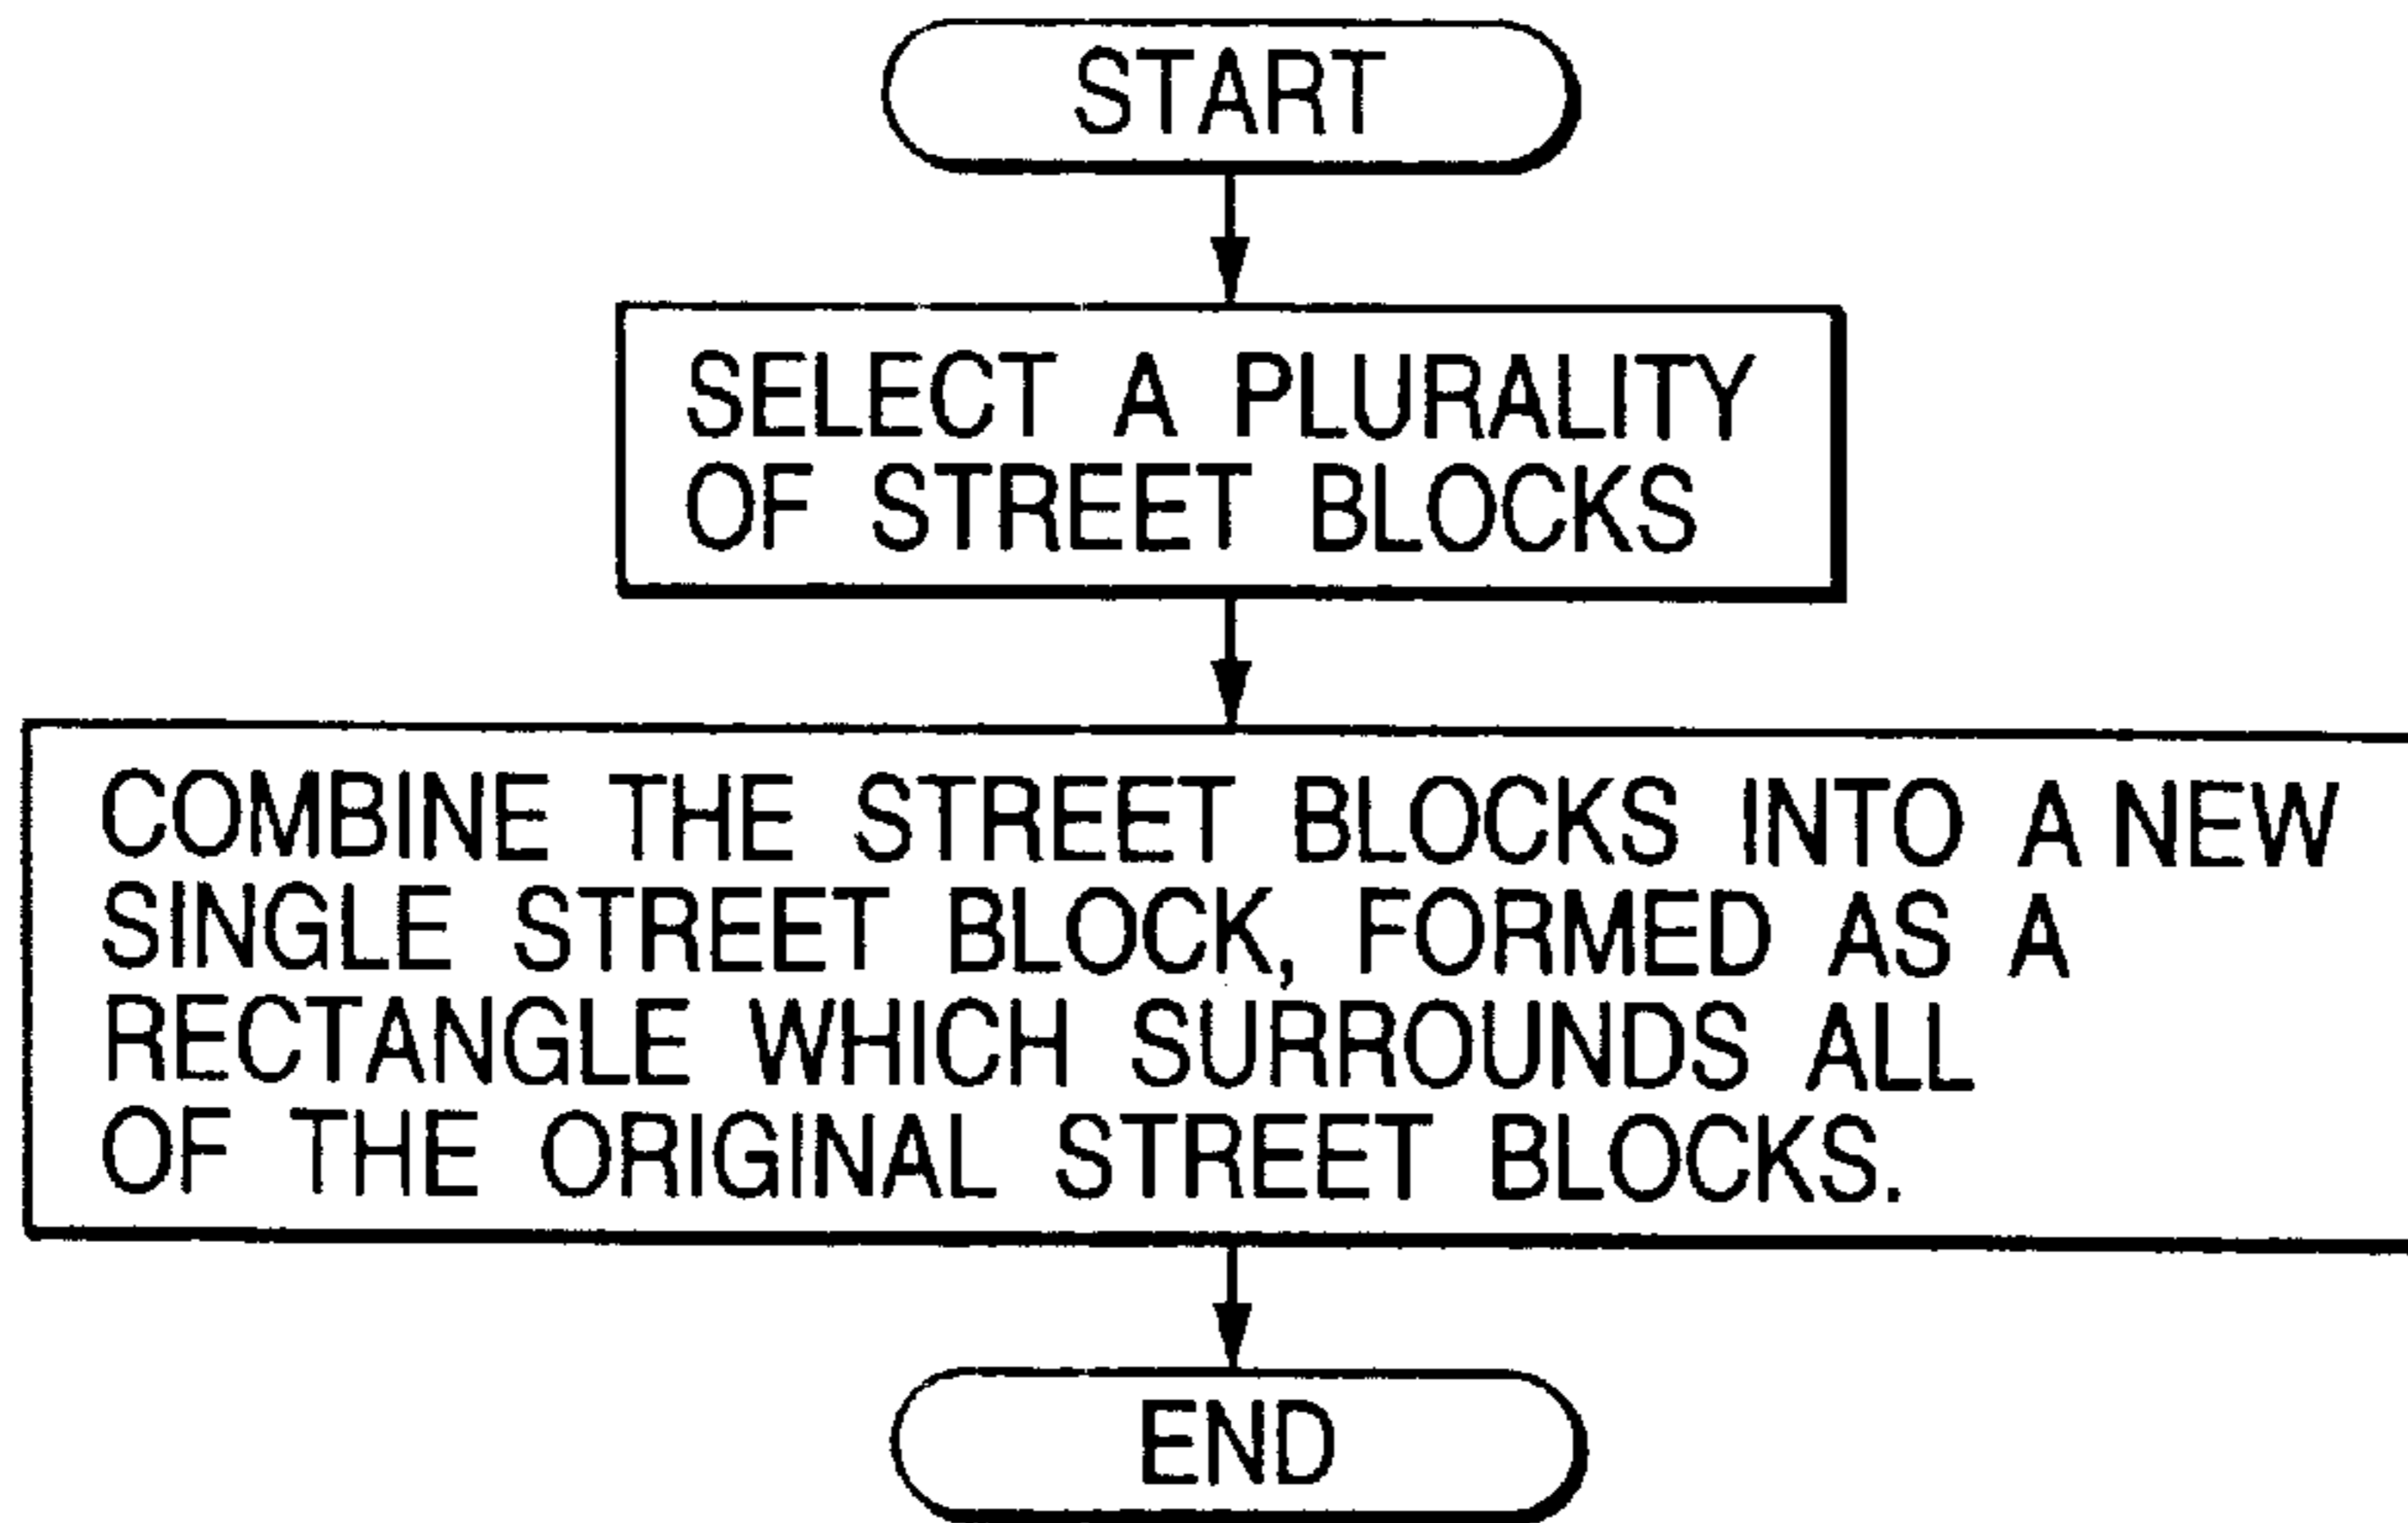 START
SELECT A PLURALITY
OF STREET BLOCKS
COMBINE THE STREET BLOCKS INTO A NEW
SINGLE STREET BLOCK, FORMED AS A
RECTANGLE WHICH SURROUNDS ALL
OF THE ORIGINAL STREET BLOCKS.
END